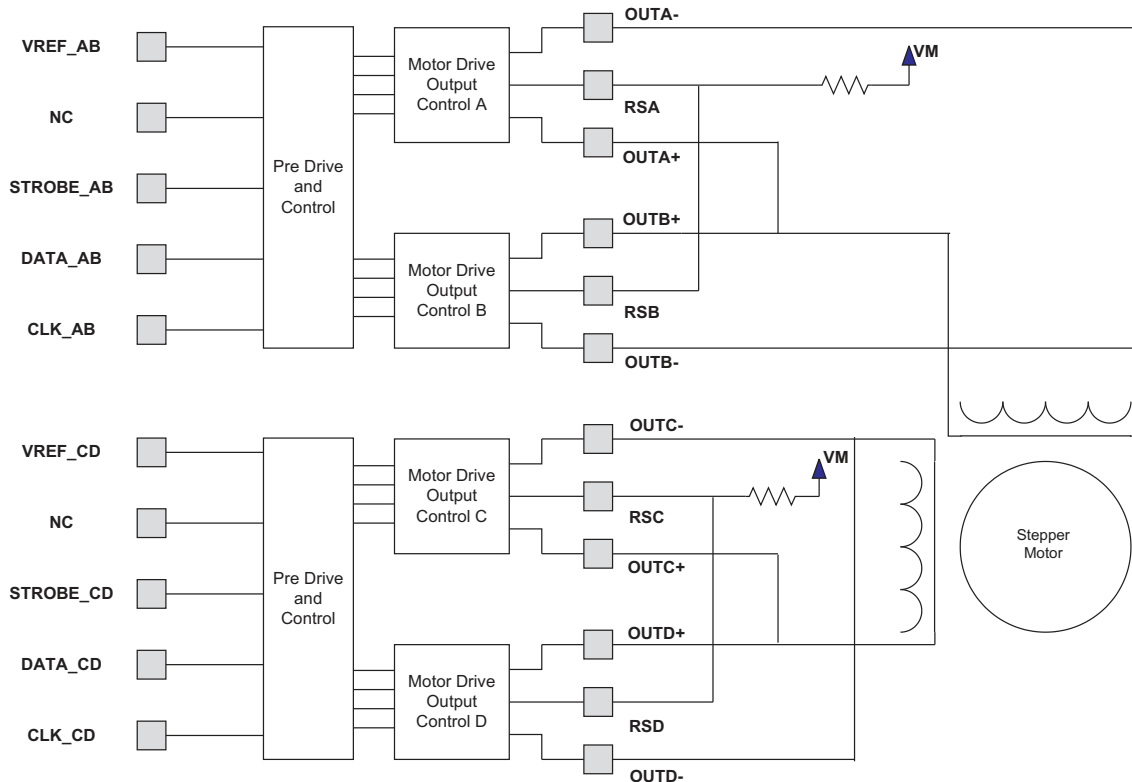 OUTA-
VREF_AB
VM
Motor Drive
Output
Control A
NC
RSA
OUTA+
Pre Drive
and
Control
STROBE_AB
OUTB+
DATA_AB
Motor Drive
Output
Control B
RSB
CLK_AB
OUTB-
OUTC-
VREF_CD
VM
Motor Drive
Output
Control C
RSC
NC
Stepper
Motor
OUTC+
Pre Drive
and
Control
STROBE_CD
OUTD+
DATA_CD
Motor Drive
Output
Control D
RSD
CLK_CD
OUTD-